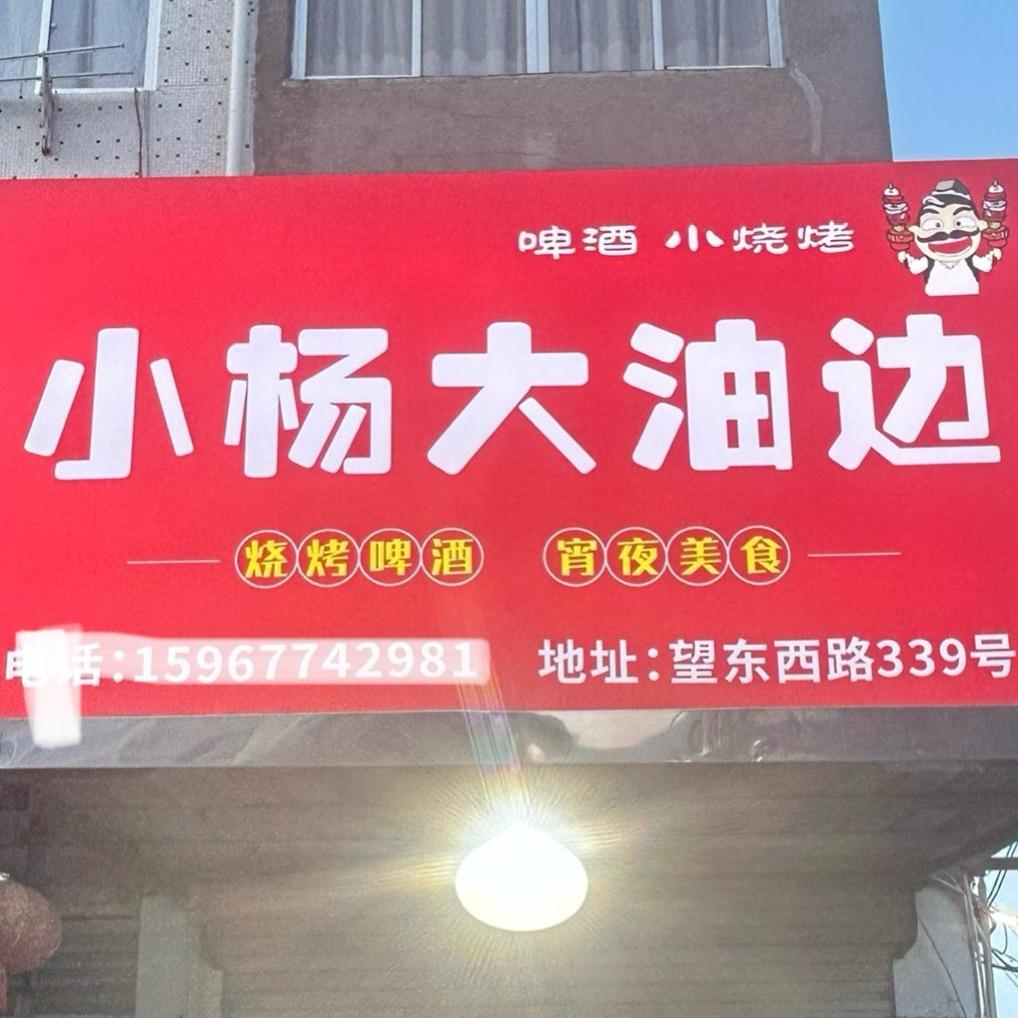 啤酒 小烧烤
小杨大油边
烧烤啤酒 宵夜美食
电话:15967742981 地址:望东西路339号